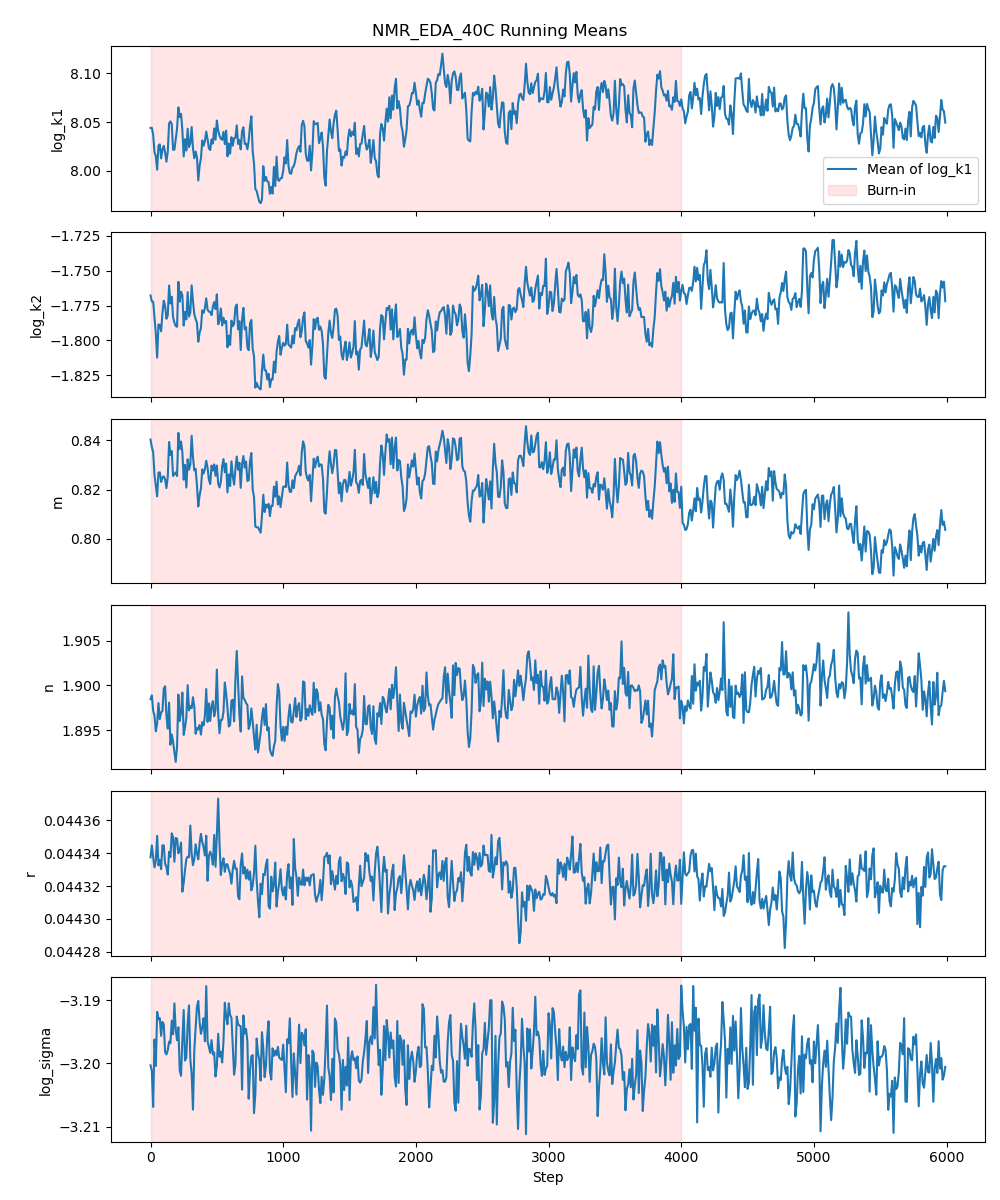 NMR_EDA_40C Running Means
8.10
8.05
8.00
log_k1
Mean of log_k1
Burn-in
−1.725
−1.750
−1.775
−1.800
−1.825
log_k2
0.84
0.82
0.80
m
1.905
1.900
1.895
n
0.04436
0.04434
0.04432
0.04430
0.04428
r
−3.19
−3.20
−3.21
log_sigma
0 1000 2000 3000 4000 5000 6000
Step